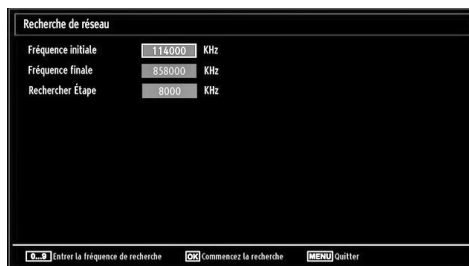 Recherche de réseau
Fréquence initiale 114000 KHz
Fréquence finale 858000 KHz
Rechercher Étape 8000 KHz
0...9 Entrer la fréquence de recherche OK Commencez la recherche MENU Quitter